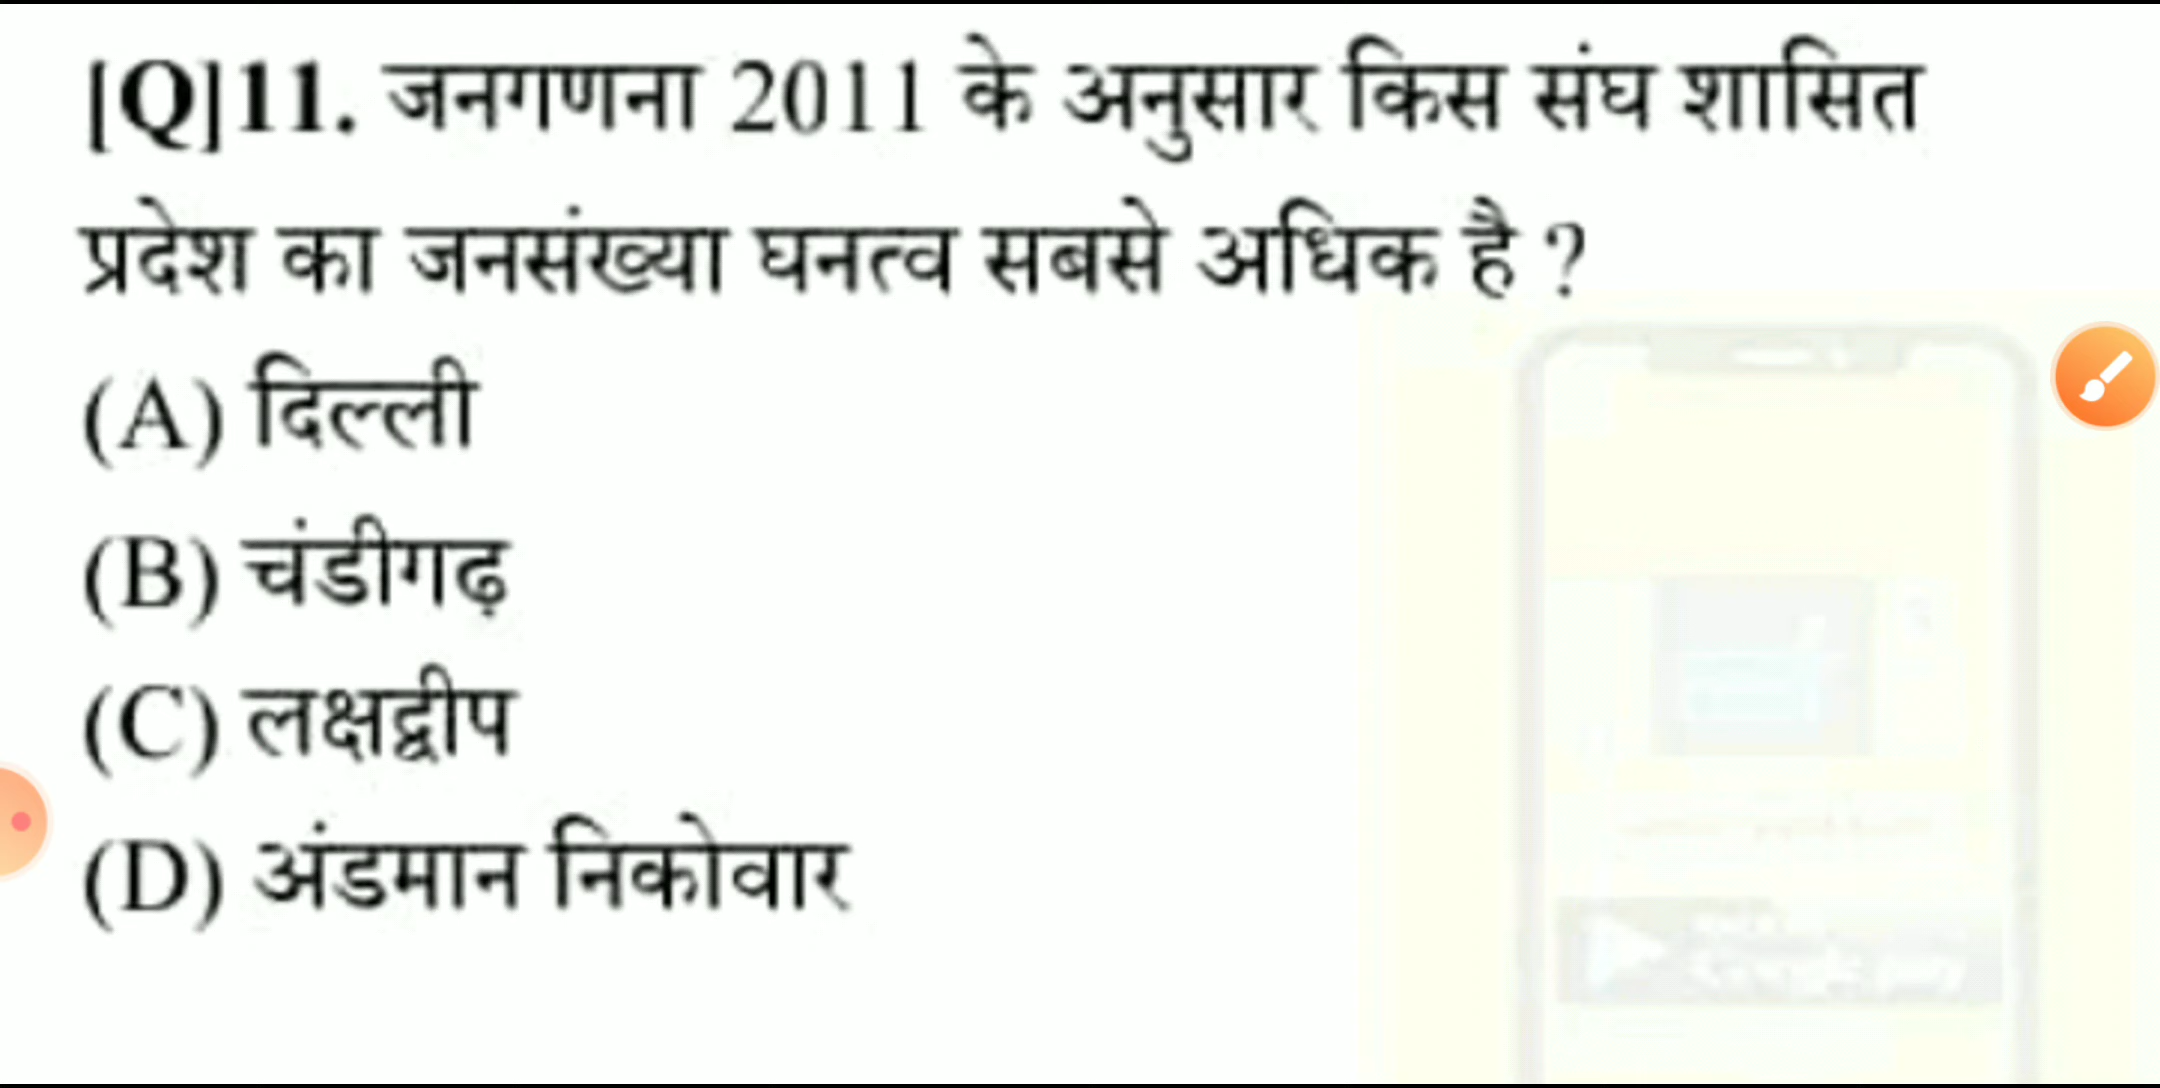 [Q]11. जनगणना 2011 के अनुसार किस संघ शासित
प्रदेश का जनसंख्या घनत्व सबसे अधिक है ?
(A) दिल्ली
(B) चंडीगढ़
(C) लक्षद्वीप
(D) अंडमान निकोवार